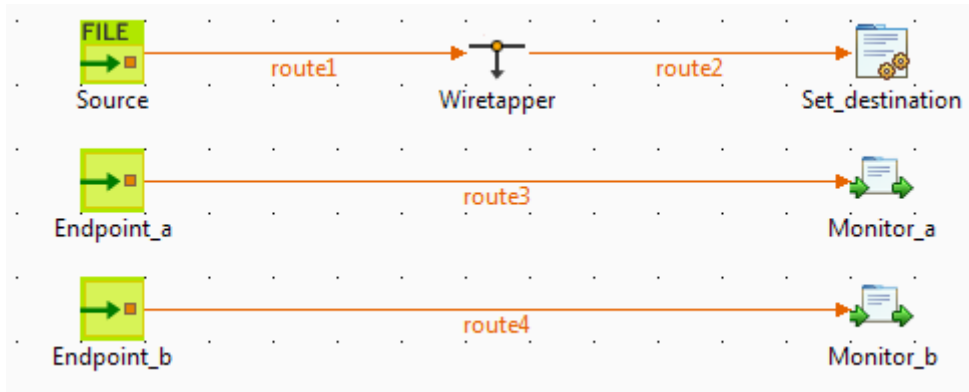 FILE
route1
route2
Source
Wiretapper
Set_destination
route3
Endpoint_a
Monitor_a
route4
Endpoint_b
Monitor_b